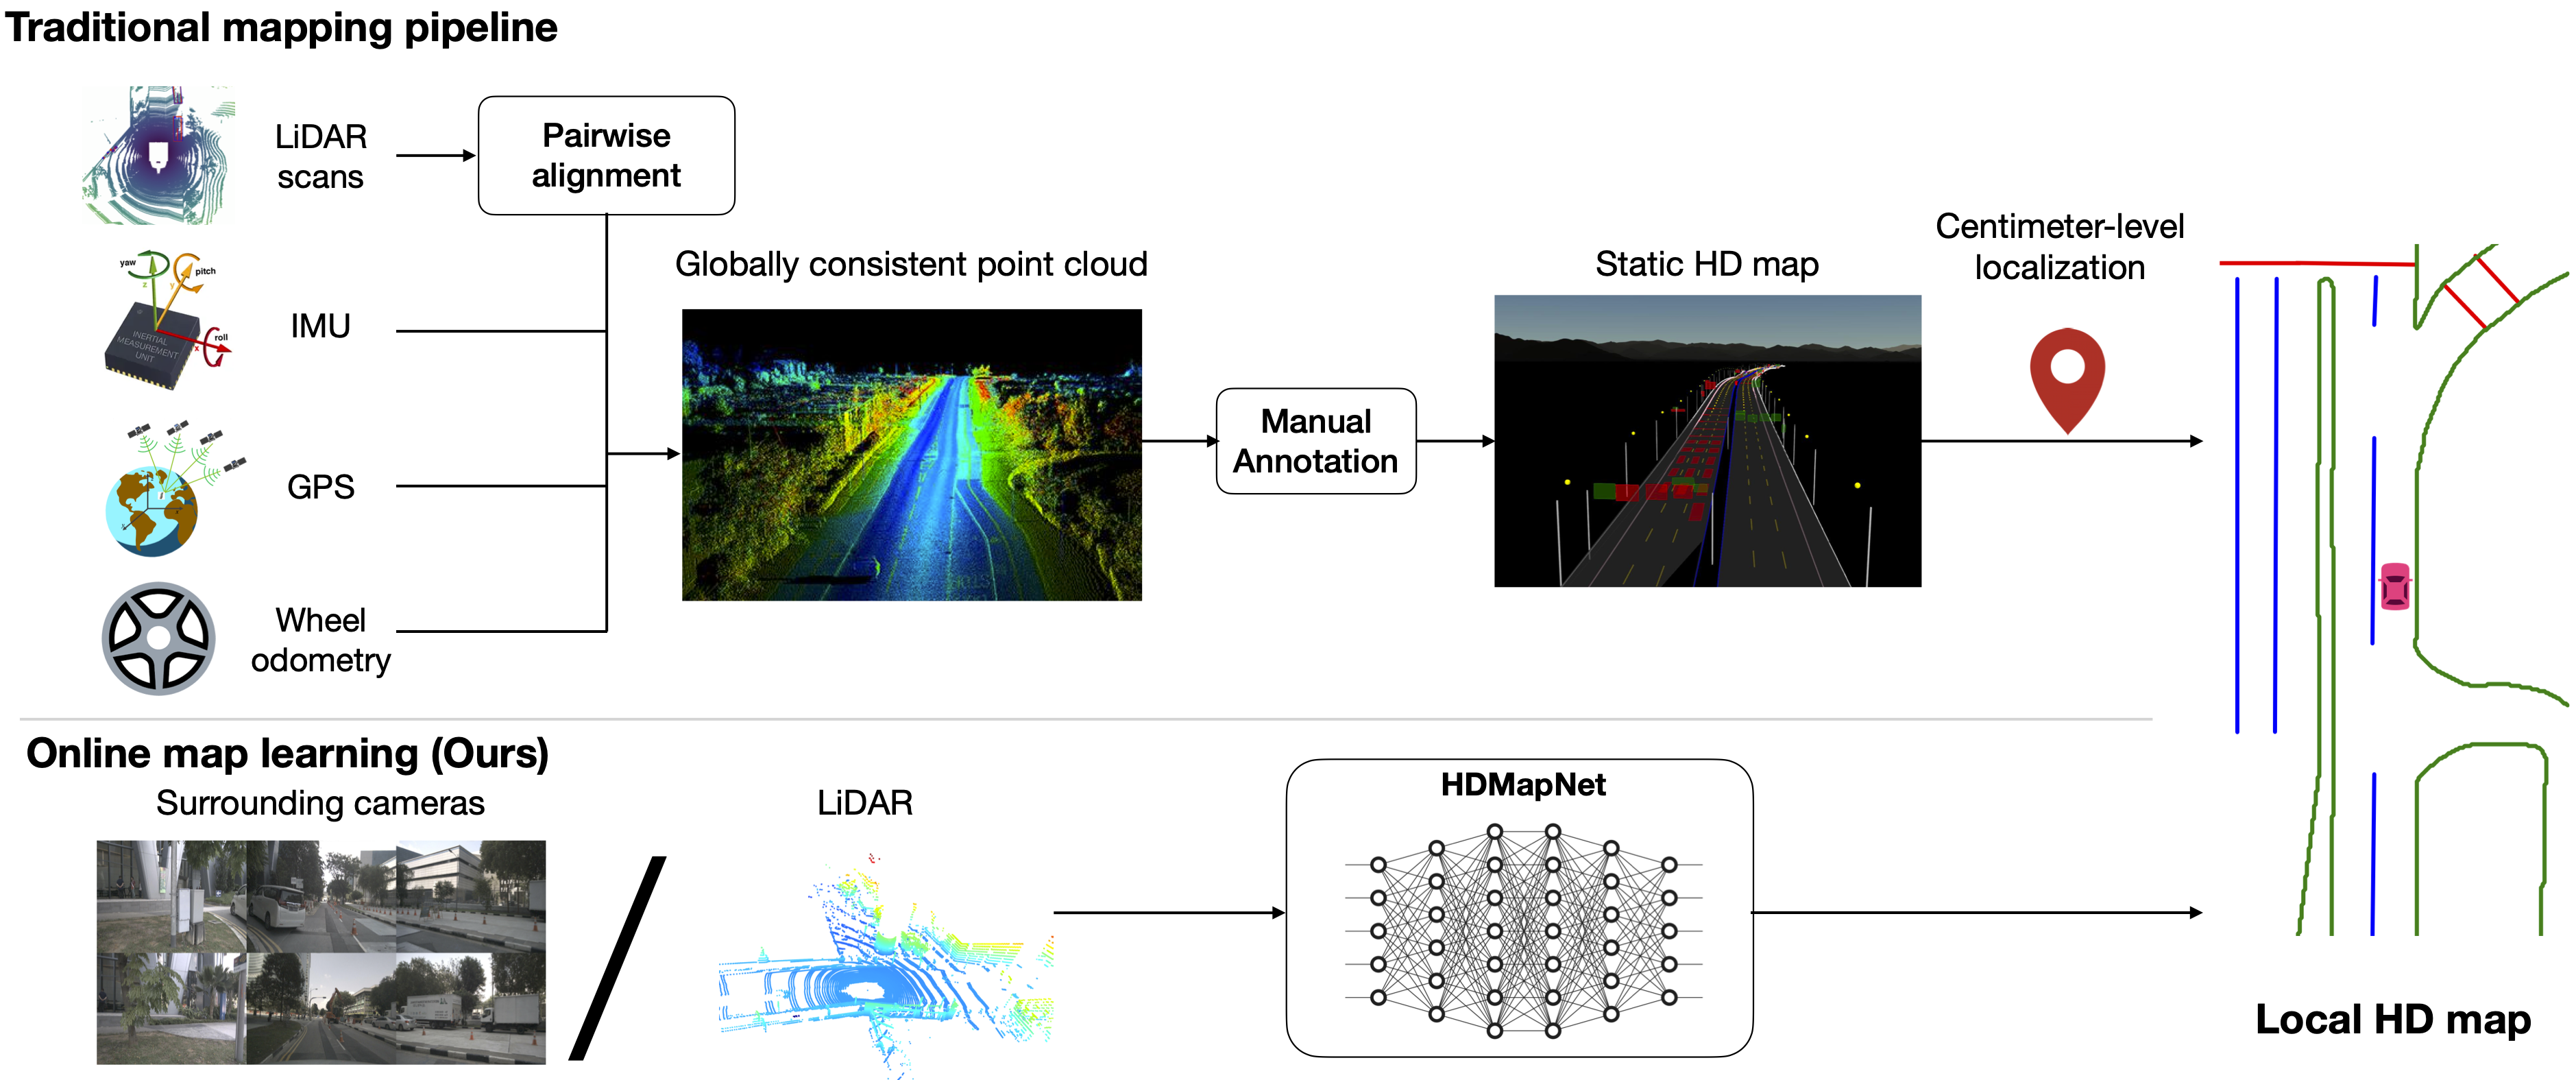 Traditional mapping pipeline
LiDAR
scans
Pairwise
alignment
yaw
pitch
z
y
x
roll
INERTIAL
MEASUREMENT
UNIT
IMU
GPS
Wheel
odometry
Globally consistent point cloud
Manual
Annotation
Static HD map
Centimeter-level
localization
Online map learning (Ours)
Surrounding cameras
LiDAR
HDMapNet
Local HD map